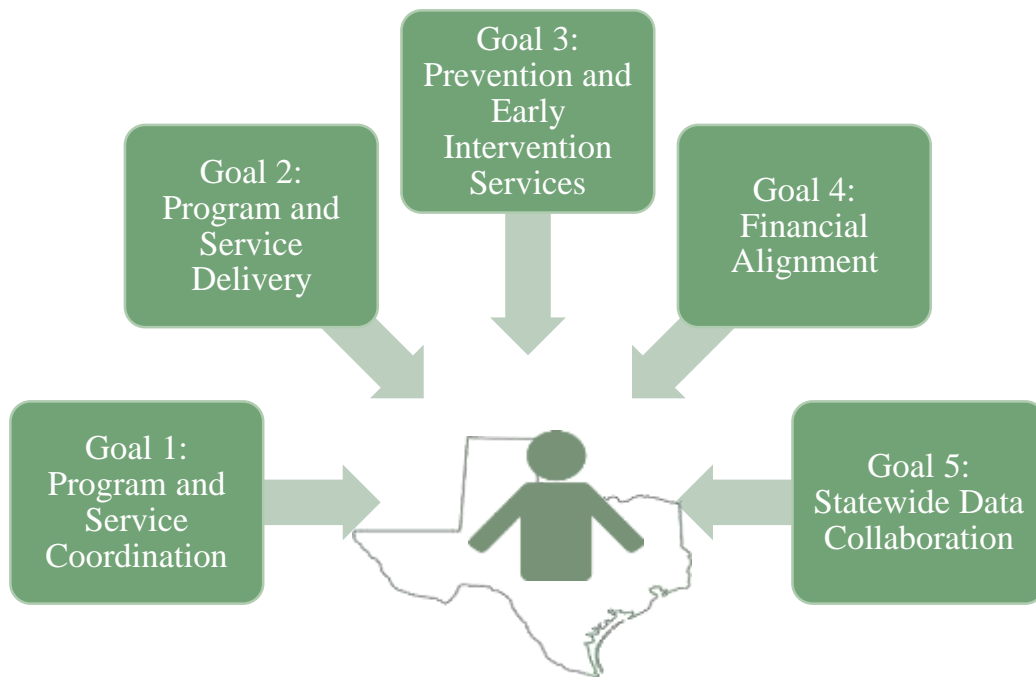 Goal 1:
Program and
Service
Coordination
Goal 2:
Program and
Service
Delivery
Goal 3:
Prevention and
Early
Intervention
Services
Goal 4:
Financial
Alignment
Goal 5:
Statewide Data
Collaboration